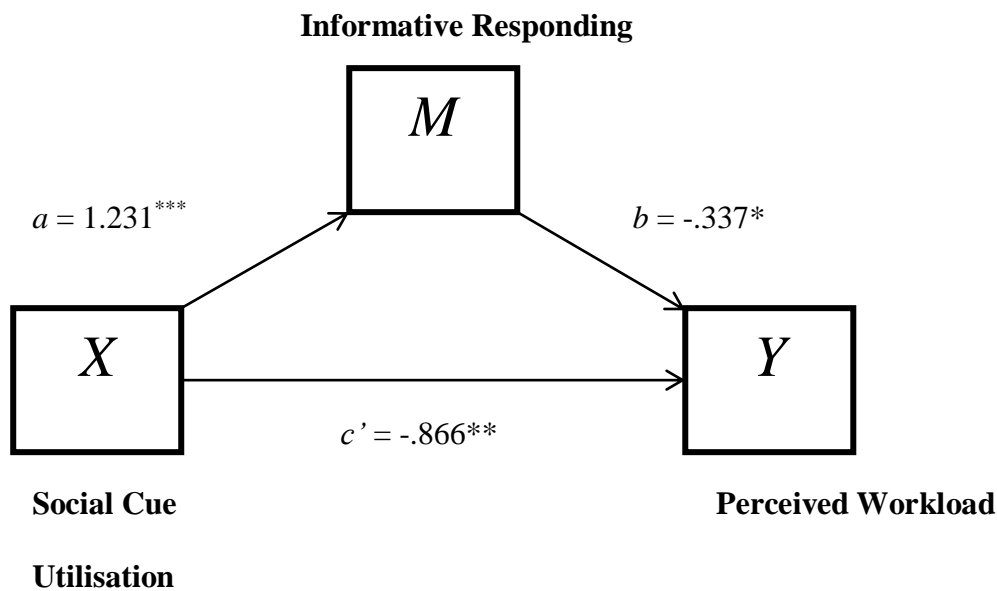 Informative Responding
M
a = 1.231***
b = -.337*
X
Y
c’ = -.866**
Social Cue
Utilisation
Perceived Workload